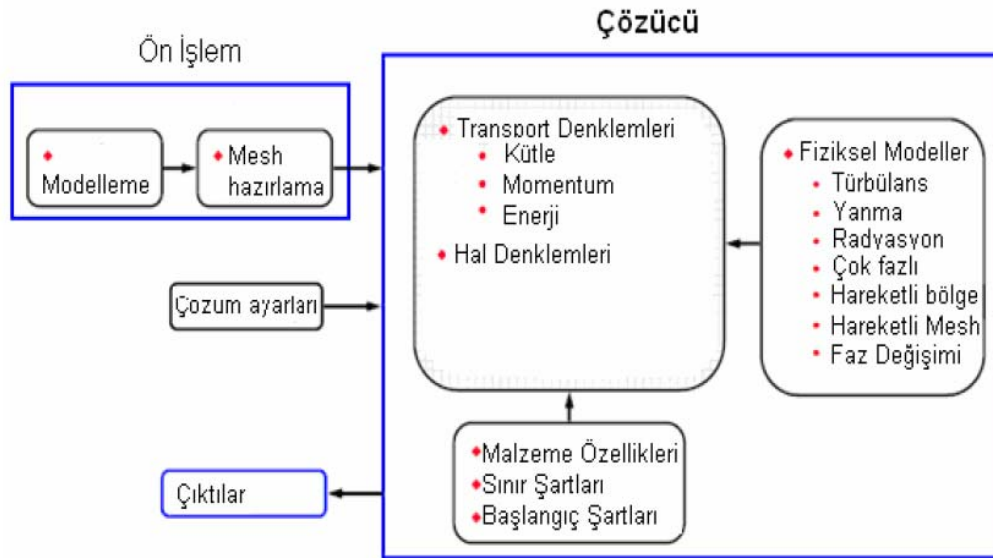 Ön İşlem
Modelleme
Mesh
hazırlama
Çozum ayarları
Çıktılar
Çözücü
Transport Denklemleri
Kütle
Momentum
Enerji
Hal Denklemleri
Fiziksel Modeller
Türbülans
Yanma
Radyasyon
Çok fazlı
Hareketli bölge
Hareketli Mesh
Faz Değişimi
Malzeme Özellikleri
Sınır Şartları
Başlangıç Şartları